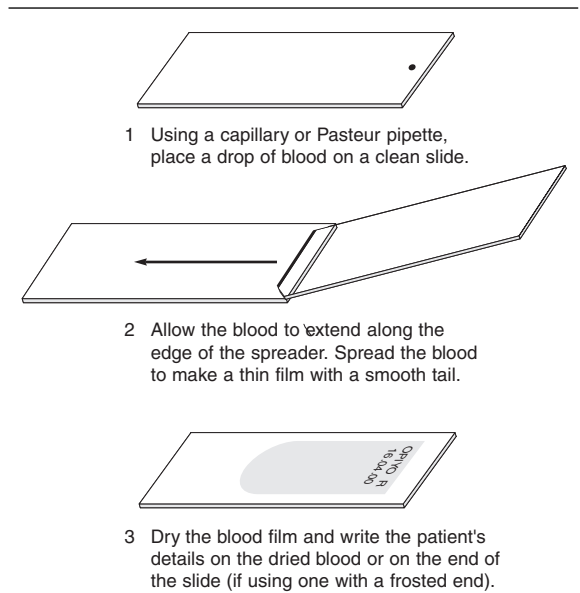 1 Using a capillary or Pasteur pipette,
place a drop of blood on a clean slide.
2 Allow the blood to extend along the
edge of the spreader. Spread the blood
to make a thin film with a smooth tail.
OPIYO A
16.04.00
3 Dry the blood film and write the patient's
details on the dried blood or on the end of
the slide (if using one with a frosted end).